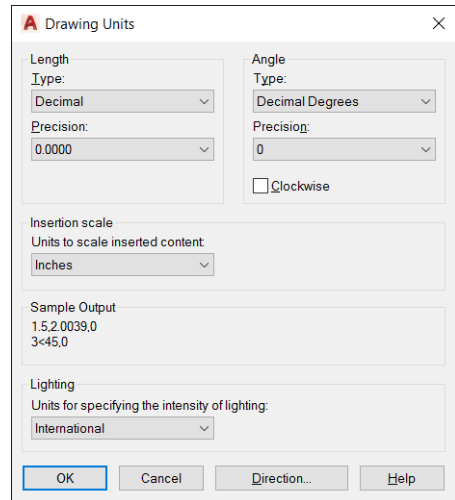 Drawing Units
Length
Type:
Decimal
Precision:
0.0000
Angle
Type:
Decimal Degrees
Precision:
0
Clockwise
Insertion scale
Units to scale inserted content:
Inches
Sample Output
1.5,2.0039,0
3<45,0
Lighting
Units for specifying the intensity of lighting:
International
OK Cancel Direction... Help